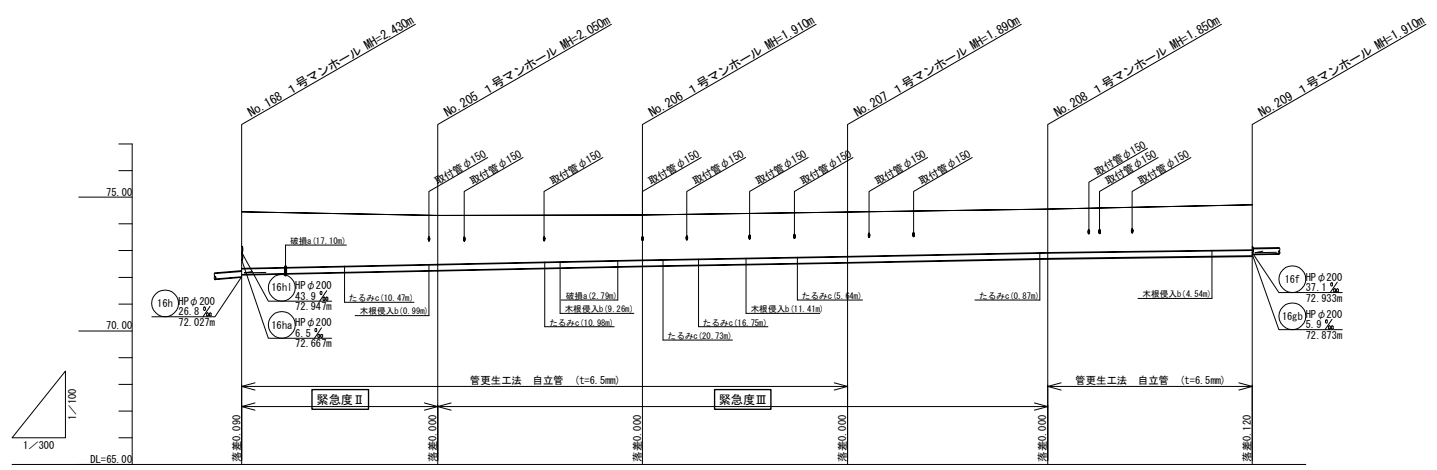 No.168 1号マンホール MH=2.430m
No.205 1号マンホール MH=2.050m
No.206 1号マンホール MH=1.910m
No.207 1号マンホール MH=1.890m
No.208 1号マンホール MH=1.850m
No.209 1号マンホール MH=1.910m
取付管φ150
取付管φ150
取付管φ150
取付管φ150
取付管φ150
取付管φ150
取付管φ150
取付管φ150
取付管φ150
取付管φ150
取付管φ150
取付管φ150
75.00
70.00
DL=65.00
破損a(17.10m)
たるみc(10.47m)
木根侵入b(0.99m)
破損a(2.79m)
木根侵入b(9.26m)
たるみc(10.98m)
たるみc(5.64m)
木根侵入b(11.41m)
たるみc(16.75m)
たるみc(20.73m)
たるみc(0.87m)
木根侵入b(4.54m)
16h HPφ200
26.8‰
72.027m
16hl HPφ200
43.9‰
72.947m
16ha HPφ200
6.5‰
72.667m
16f HPφ200
37.1‰
72.933m
16gb HPφ200
5.9‰
72.873m
管更生工法 自立管 (t=6.5mm)
管更生工法 自立管 (t=6.5mm)
緊急度Ⅱ
緊急度Ⅲ
1/100
1/300
落差0.090
落差0.000
落差0.000
落差0.000
落差0.000
落差0.120